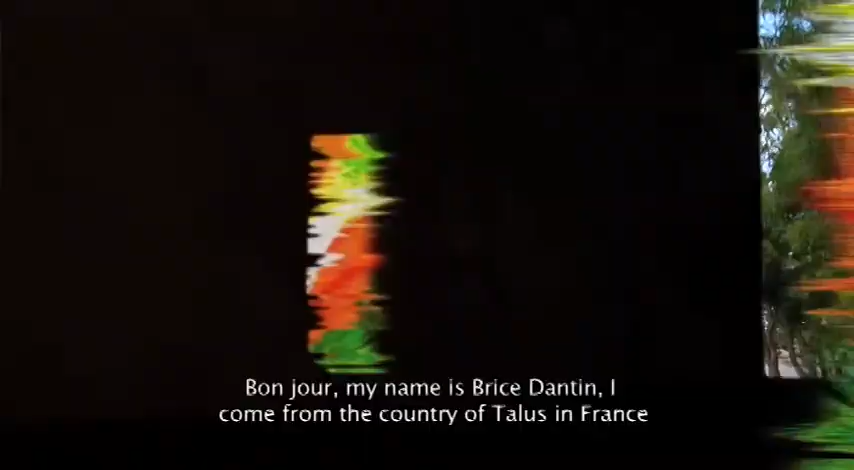 Bon jour, my name is Brice Dantin, I
come from the country of Talus in France